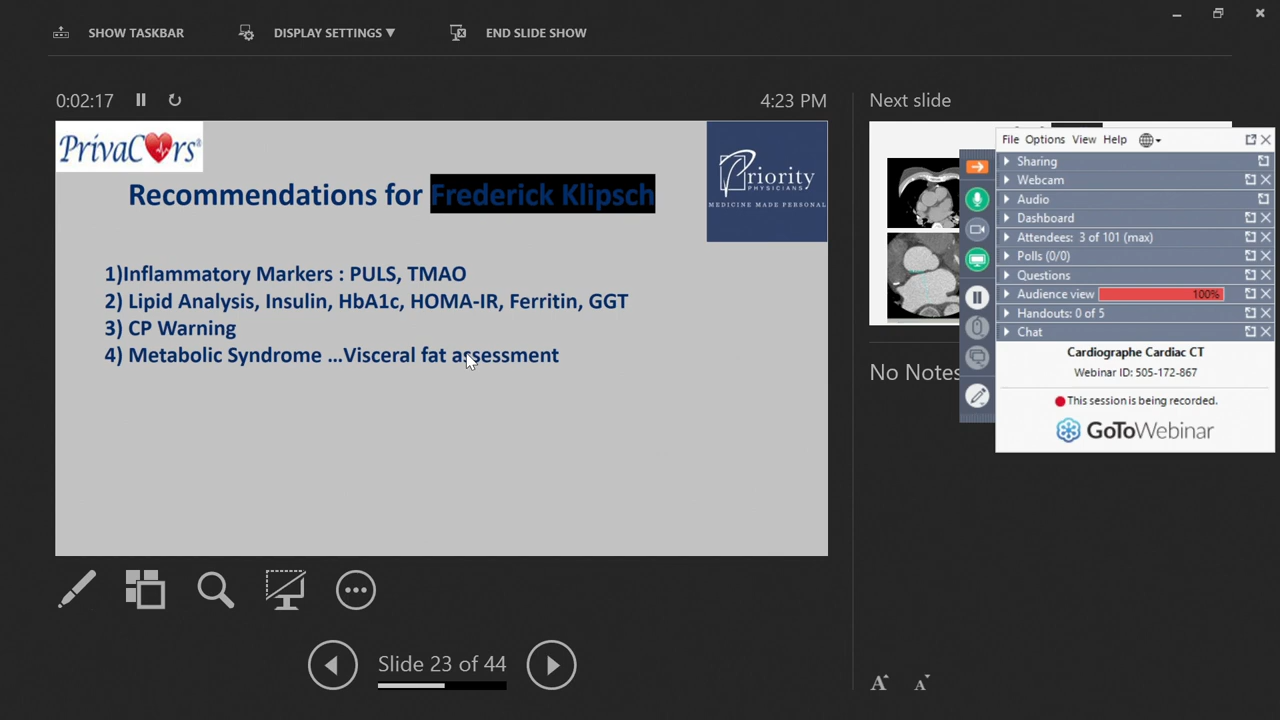 SHOW TASKBAR
DISPLAY SETTINGS ▼
END SLIDE SHOW
0:02:17
4:23 PM
Next slide
PrivaCors®
Priority
PHYSICIANS
MEDICINE MADE PERSONAL
Recommendations for Frederick Klipsch
1)Inflammatory Markers : PULS, TMAO
2) Lipid Analysis, Insulin, HbA1c, HOMA-IR, Ferritin, GGT
3) CP Warning
4) Metabolic Syndrome ...Visceral fat assessment
Slide 23 of 44
File Options View Help
Sharing
Webcam
Audio
Dashboard
Attendees: 3 of 101 (max)
Polls (0/0)
Questions
Audience view 100%
Handouts: 0 of 5
Chat
Cardiographe Cardiac CT
Webinar ID: 505-172-867
This session is being recorded.
GoToWebinar
No Notes
A A